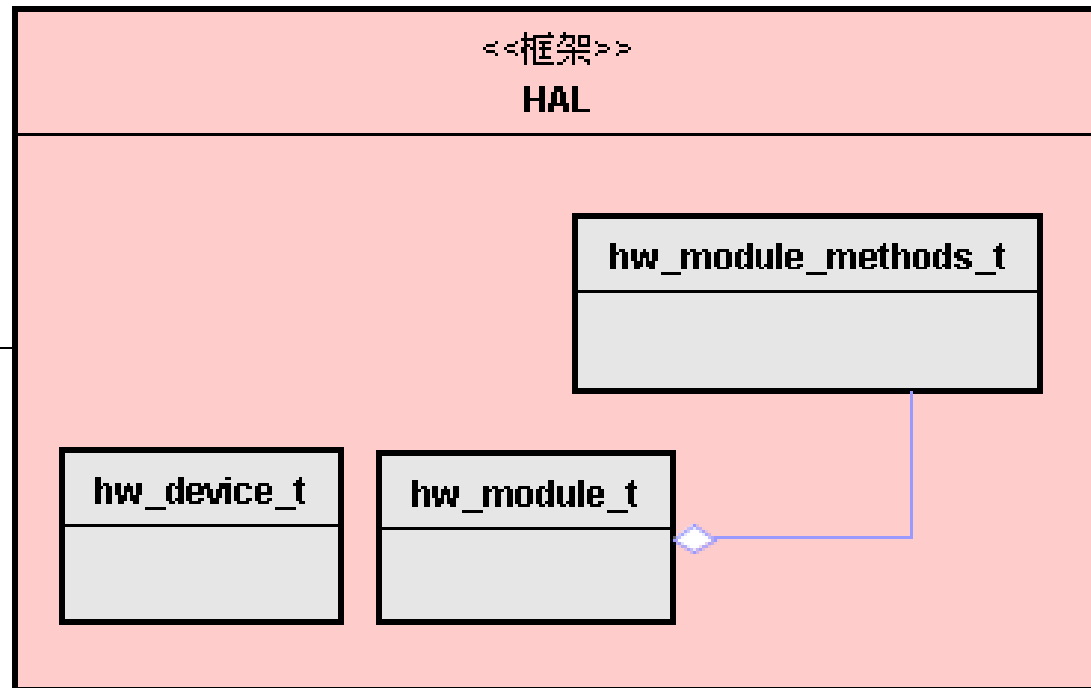 <<框架>>
HAL
hw_module_methods_t
hw_device_t
hw_module_t